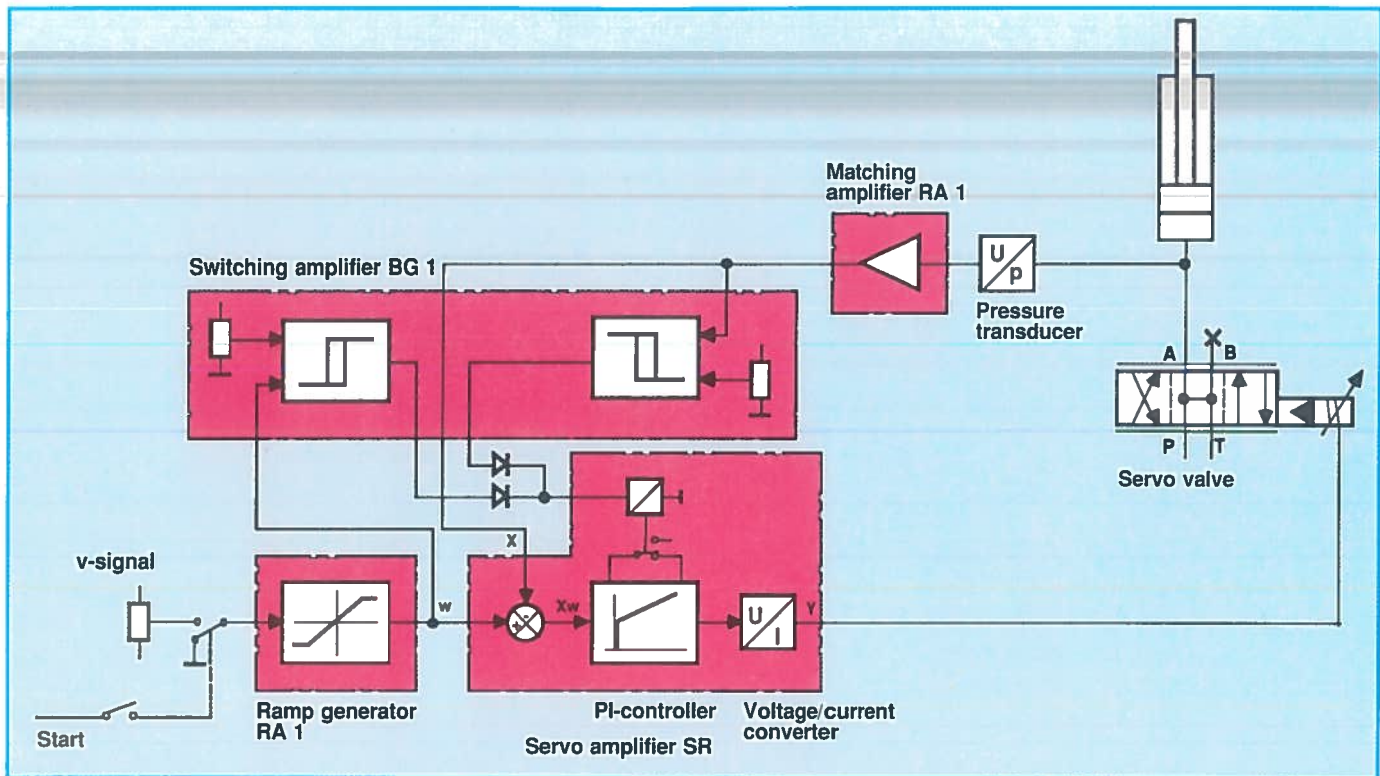 Matching
amplifier RA 1
Switching amplifier BG 1
U
p
Pressure
transducer
A
B
P
T
Servo valve
X
v-signal
w
Xw
+
-
U
I
Y
Start
Ramp generator
RA 1
PI-controller
Voltage/current
converter
Servo amplifier SR